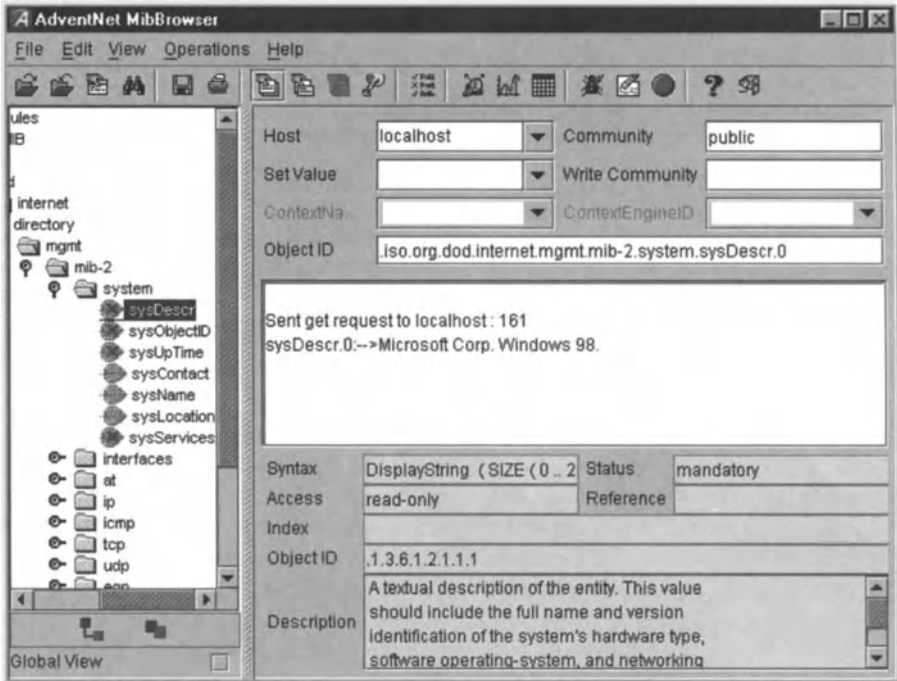 AdventNet MibBrowser
File Edit View Operations Help
ules
IB
d
internet
directory
mgmt
mib-2
system
sysDescr
sysObjectID
sysUpTime
sysContact
sysName
sysLocation
sysServices
interfaces
at
ip
icmp
tcp
udp
egp
Global View
Host localhost Community public
Set Value Write Community
ContextNa... ContextEngineID
Object ID .iso.org.dod.internet.mgmt.mib-2.system.sysDescr.0
Sent get request to localhost : 161
sysDescr.0:-->Microsoft Corp. Windows 98.
Syntax DisplayString ( SIZE ( 0 .. 2 Status mandatory
Access read-only Reference
Index
Object ID .1.3.6.1.2.1.1.1
Description A textual description of the entity. This value
should include the full name and version
identification of the system's hardware type,
software operating-system, and networking